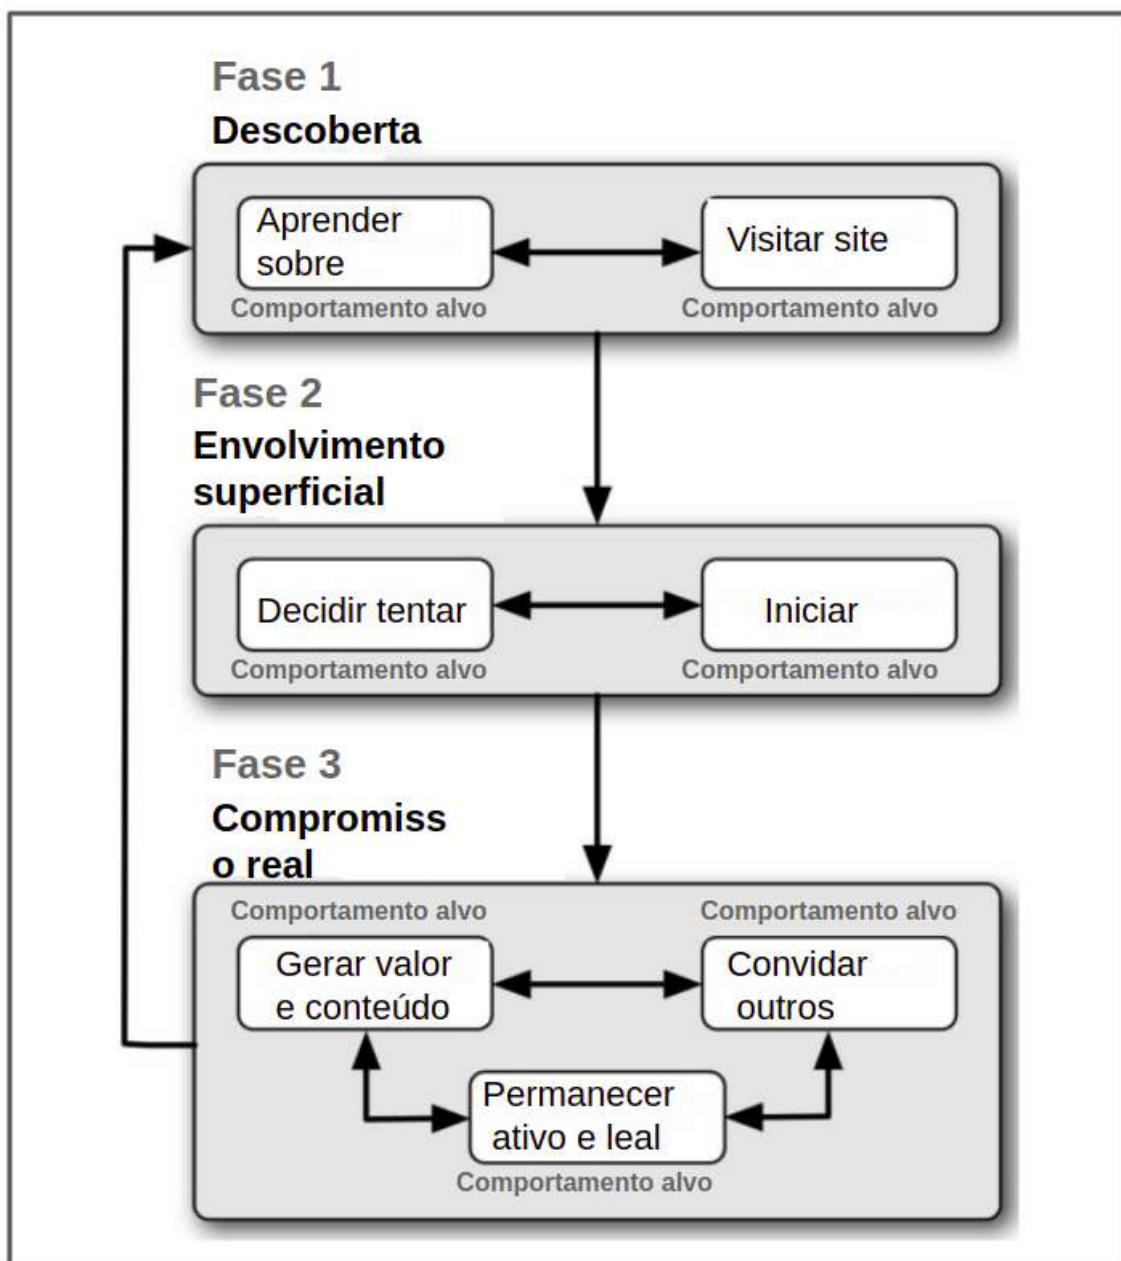 Fase 1
Descoberta
Aprender
sobre
Visitar site
Comportamento alvo
Comportamento alvo
Fase 2
Envolvimento
superficial
Decidir tentar
Iniciar
Comportamento alvo
Comportamento alvo
Fase 3
Compromiss
o real
Comportamento alvo
Comportamento alvo
Gerar valor
e conteúdo
Convidar
outros
Permanecer
ativo e leal
Comportamento alvo